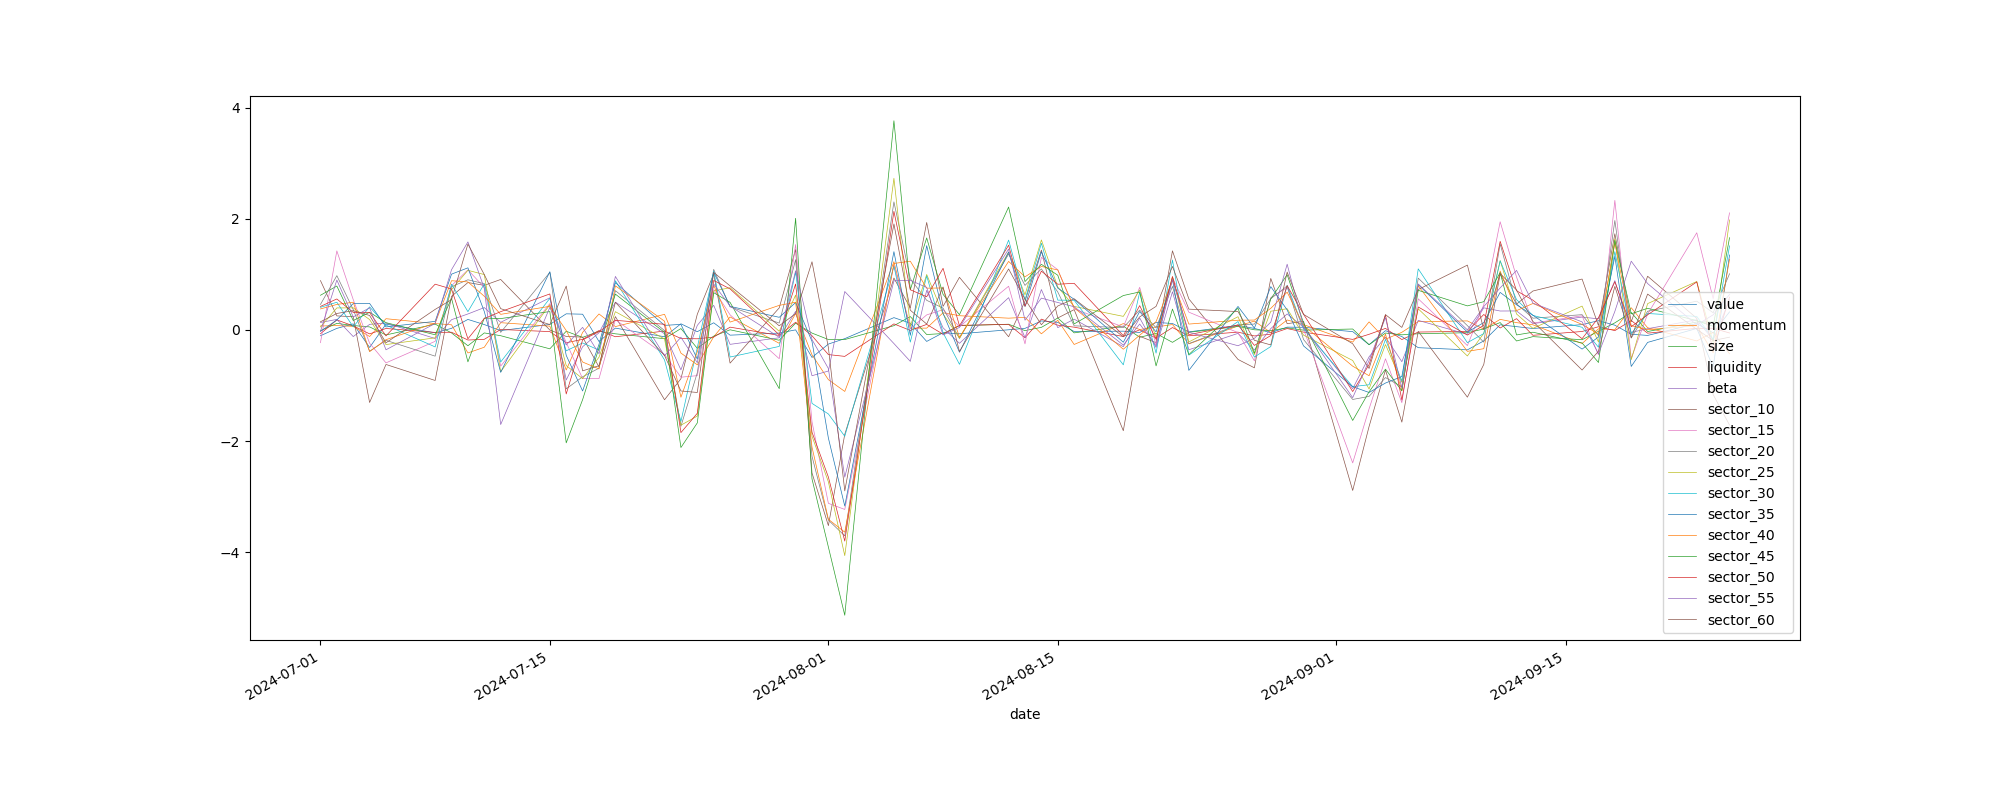 4
2
0
−2
−4
2024-07-01
2024-07-15
2024-08-01
2024-08-15
2024-09-01
2024-09-15
date
value
momentum
size
liquidity
beta
sector_10
sector_15
sector_20
sector_25
sector_30
sector_35
sector_40
sector_45
sector_50
sector_55
sector_60